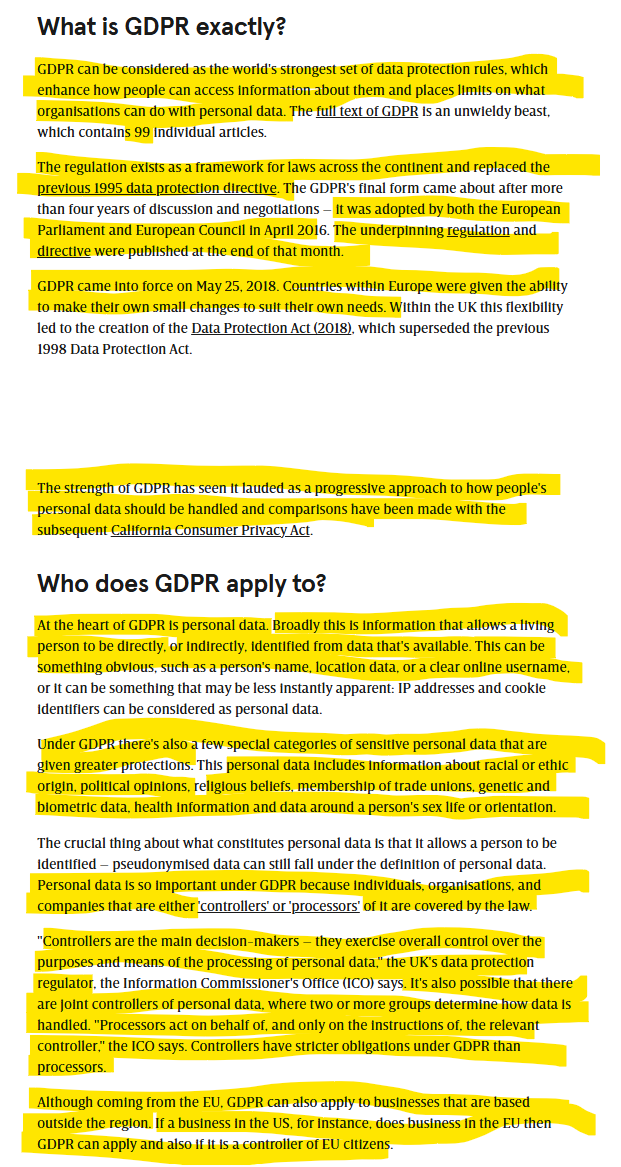 What is GDPR exactly?
GDPR can be considered as the world's strongest set of data protection rules, which
enhance how people can access information about them and places limits on what
organisations can do with personal data. The full text of GDPR is an unwieldy beast,
which contains 99 individual articles.
The regulation exists as a framework for laws across the continent and replaced the
previous 1995 data protection directive. The GDPR's final form came about after more
than four years of discussion and negotiations – it was adopted by both the European
Parliament and European Council in April 2016. The underpinning regulation and
directive were published at the end of that month.
GDPR came into force on May 25, 2018. Countries within Europe were given the ability
to make their own small changes to suit their own needs. Within the UK this flexibility
led to the creation of the Data Protection Act (2018), which superseded the previous
1998 Data Protection Act.
The strength of GDPR has seen it lauded as a progressive approach to how people's
personal data should be handled and comparisons have been made with the
subsequent California Consumer Privacy Act.
Who does GDPR apply to?
At the heart of GDPR is personal data. Broadly this is information that allows a living
person to be directly, or indirectly, identified from data that's available. This can be
something obvious, such as a person's name, location data, or a clear online username,
or it can be something that may be less instantly apparent: IP addresses and cookie
identifiers can be considered as personal data.
Under GDPR there's also a few special categories of sensitive IP personal data that are
given greater protections. This personal data includes information about racial or ethic
origin, political opinions, religious beliefs, membership of trade unions, genetic and
biometric data, health information and data around a person's sex life or orientation.
The crucial thing about what constitutes personal data is that it allows a person to be
identified – pseudonymised data can still fall under the definition of personal data.
Personal data is so important under GDPR because individuals, organisations, and
companies that are either 'controllers' or 'processors' of it are covered by the law.
"Controllers are the main decision-makers – they exercise overall control over the
purposes and means of the processing of personal data," the UK's data protection
regulator, the Information Commissioner's Office (ICO) says. It's also possible that there
are joint controllers of personal data, where two or more groups determine how data is
handled. "Processors act on behalf of, and only on the instructions of, the relevant
controller," the ICO says. Controllers have stricter obligations under GDPR than
processors.
Although coming from the EU, GDPR can also apply to businesses that are based
outside the region. If a business in the US, for instance, does business in the EU then
GDPR can apply and also if it is a controller of EU citizens.